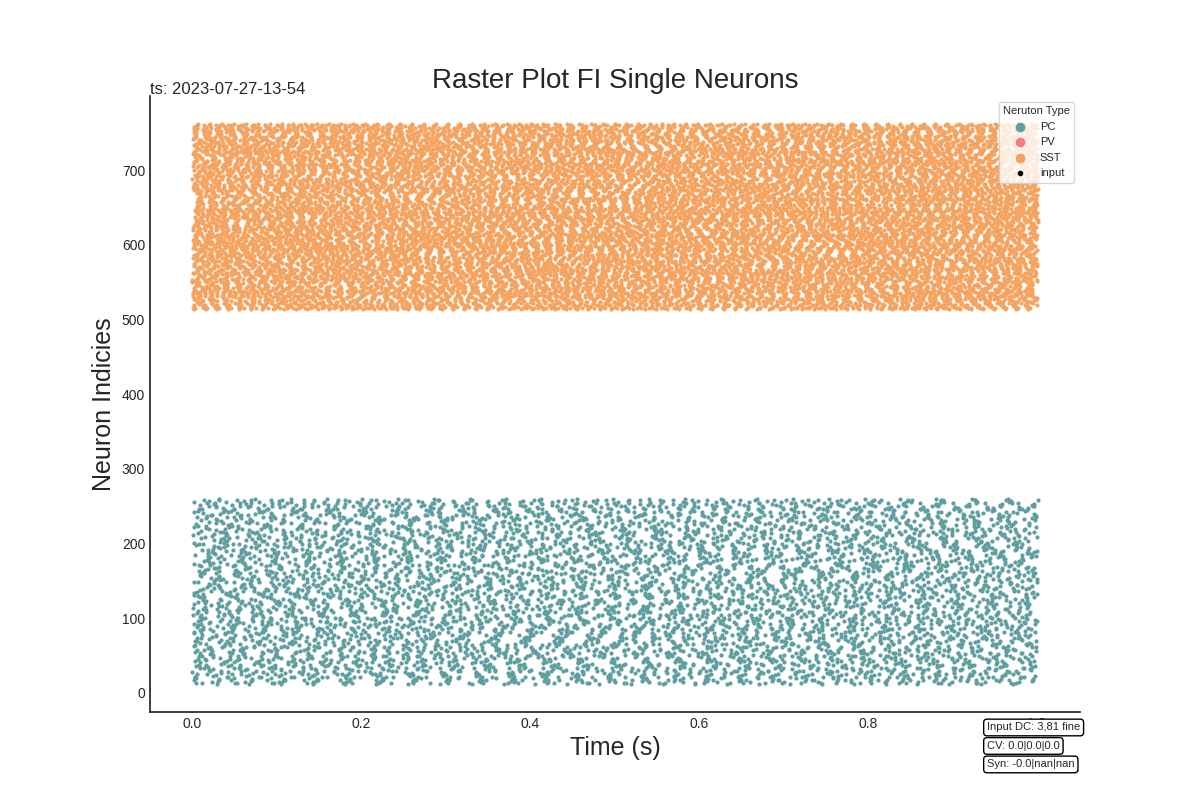 Raster Plot FI Single Neurons
ts: 2023-07-27-13-54
Neruton Type
PC
PV
SST
input
Neuron Indicies
700
600
500
400
300
200
100
0
0.0 0.2 0.4 0.6 0.8
Time (s)
Input DC: 3,81 fine
CV: 0.0|0.0|0.0
Syn: -0.0|nan|nan